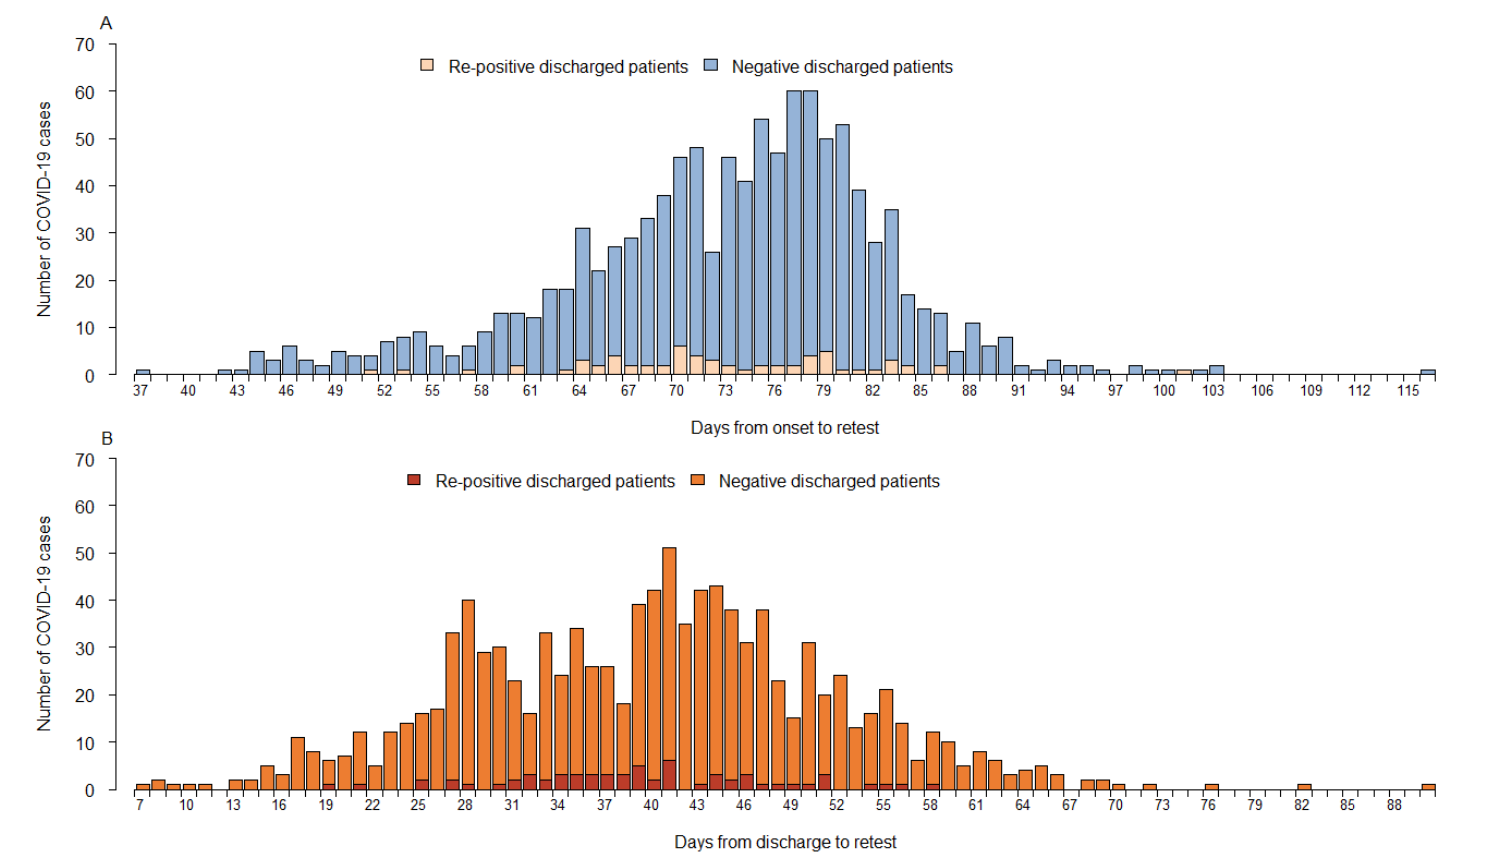 A
70
Re-positive discharged patients Negative discharged patients
60
50
40
30
20
10
0
Number of COVID-19 cases
37 40 43 46 49 52 55 58 61 64 67 70 73 76 79 82 85 88 91 94 97 100 103 106 109 112 115
Days from onset to retest
B
70
Re-positive discharged patients Negative discharged patients
60
50
40
30
20
10
0
Number of COVID-19 cases
7 10 13 16 19 22 25 28 31 34 37 40 43 46 49 52 55 58 61 64 67 70 73 76 79 82 85 88
Days from discharge to retest